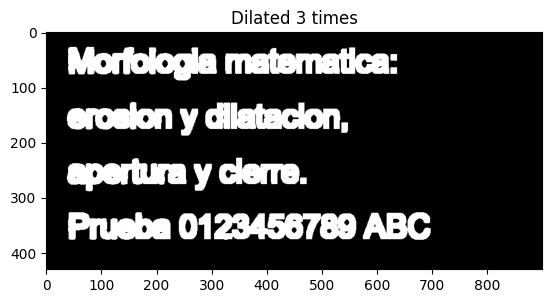 Dilated 3 times
0
100
200
300
400
Morfologia matematica:
erosion y dilatacion,
apertura y cierre.
Prueba 0123456789 ABC
0 100 200 300 400 500 600 700 800